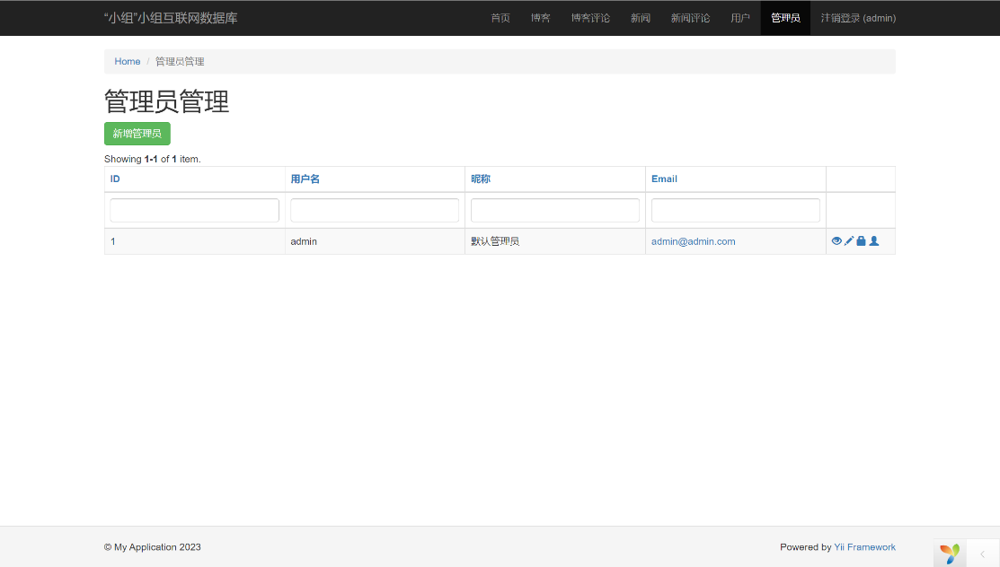 “小组”小组互联网数据库 首页 博客 博客评论 新闻 新闻评论 用户 管理员 注销登录 (admin)
Home / 管理员管理
管理员管理
新增管理员
Showing 1-1 of 1 item.
ID 用户名 昵称 Email
1 admin 默认管理员 admin@admin.com
© My Application 2023 Powered by Yii Framework